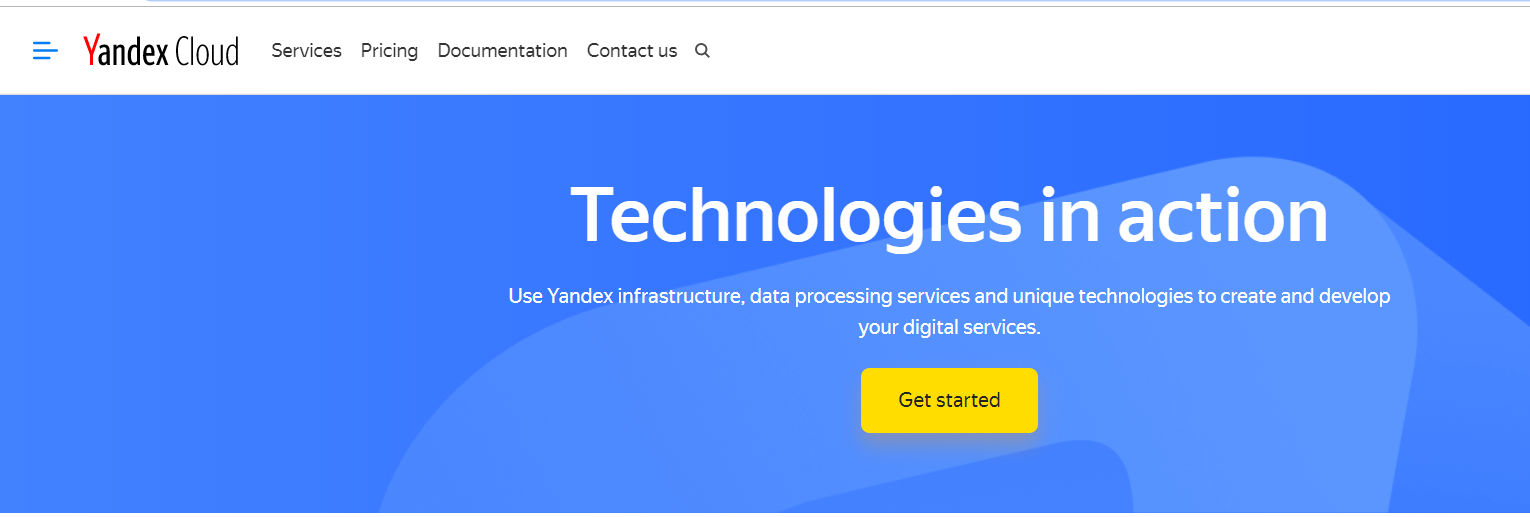 Yandex Cloud Services Pricing Documentation Contact us
Technologies in action
Use Yandex infrastructure, data processing services and unique technologies to create and develop
your digital services.
Get started